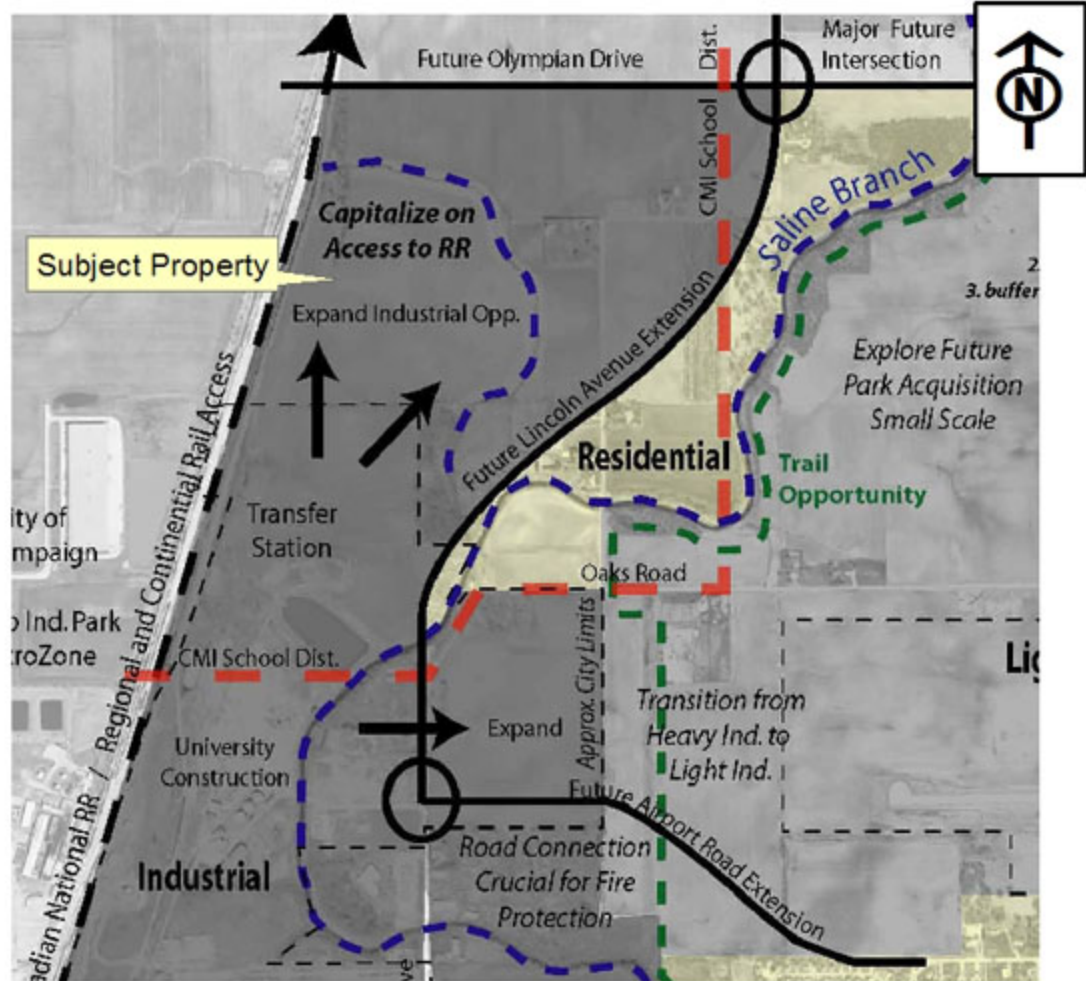 Future Olympian Drive
CMI School Dist.
Major Future
Intersection
N
Saline Branch
Capitalize on
Access to RR
Subject Property
2.
3. buffer
Expand Industrial Opp.
Future Lincoln Avenue Extension
Explore Future
Park Acquisition
Small Scale
Regional and Continental Rail Access
Residential
Trail
Opportunity
Transfer
Station
ity of
mpaign
Oaks Road
o Ind. Park
troZone
CMI School Dist.
Approx. City Limits
Lig
Transition from
Heavy Ind. to
Light Ind.
Expand
University
Construction
adian National RR /
Future Airport Road Extension
Road Connection
Crucial for Fire
Protection
Industrial
ve